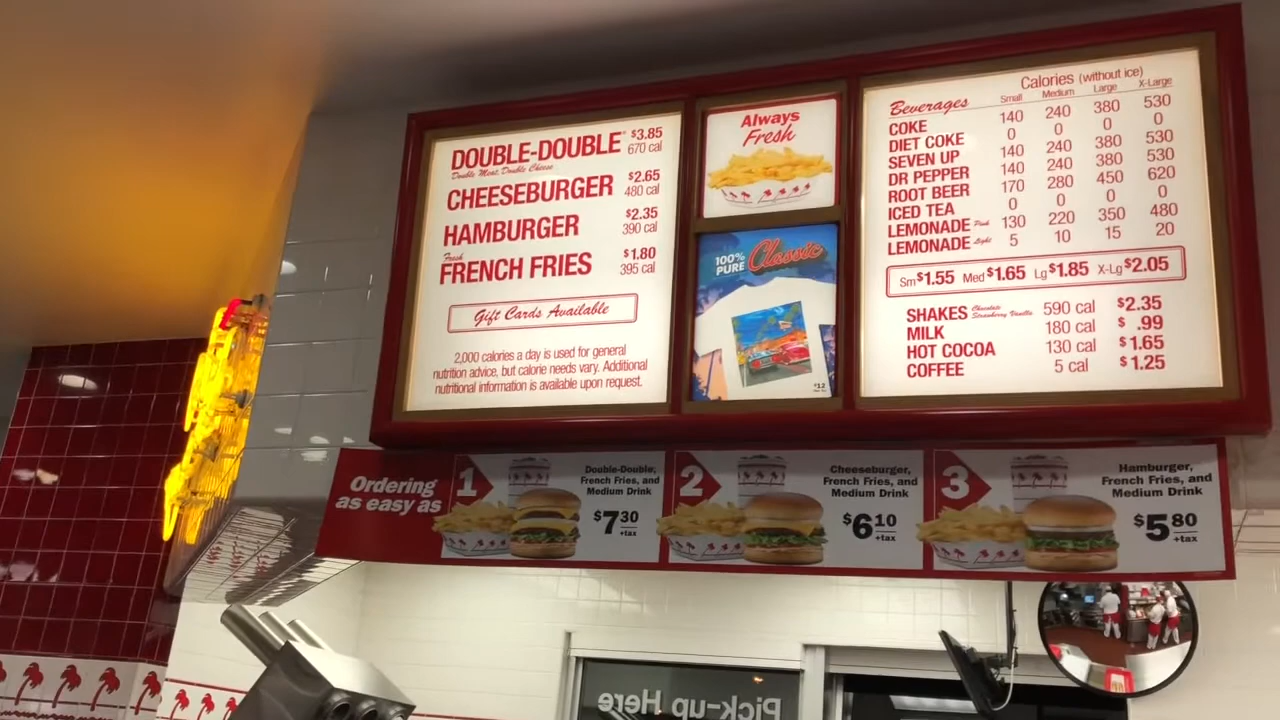 DOUBLE-DOUBLE® $3.85
Double Meat, Double Cheese 670 cal
CHEESEBURGER $2.65
480 cal
HAMBURGER $2.35
390 cal
Fresh
FRENCH FRIES $1.80
395 cal
Gift Cards Available
2,000 calories a day is used for general
nutrition advice, but calorie needs vary. Additional
nutritional information is available upon request.
Always
Fresh
100%
PURE Classic
$12
Calories (without ice)
Beverages Small Medium Large X-Large
COKE 140 240 380 530
DIET COKE 0 0 0 0
SEVEN UP 140 240 380 530
DR PEPPER 140 240 380 530
ROOT BEER 170 280 450 620
ICED TEA 0 0 0 0
LEMONADE Pink 130 220 350 480
LEMONADE Light 5 10 15 20
Sm $1.55 Med $1.65 Lg $1.85 X-Lg $2.05
SHAKES Chocolate Strawberry Vanilla 590 cal $2.35
MILK 180 cal $.99
HOT COCOA 130 cal $1.65
COFFEE 5 cal $1.25
Ordering
as easy as
1
Double-Double,
French Fries, and
Medium Drink
$730
+tax
2
Cheeseburger,
French Fries, and
Medium Drink
$610
+tax
3
Hamburger,
French Fries, and
Medium Drink
$580
+tax
Pick-up Here